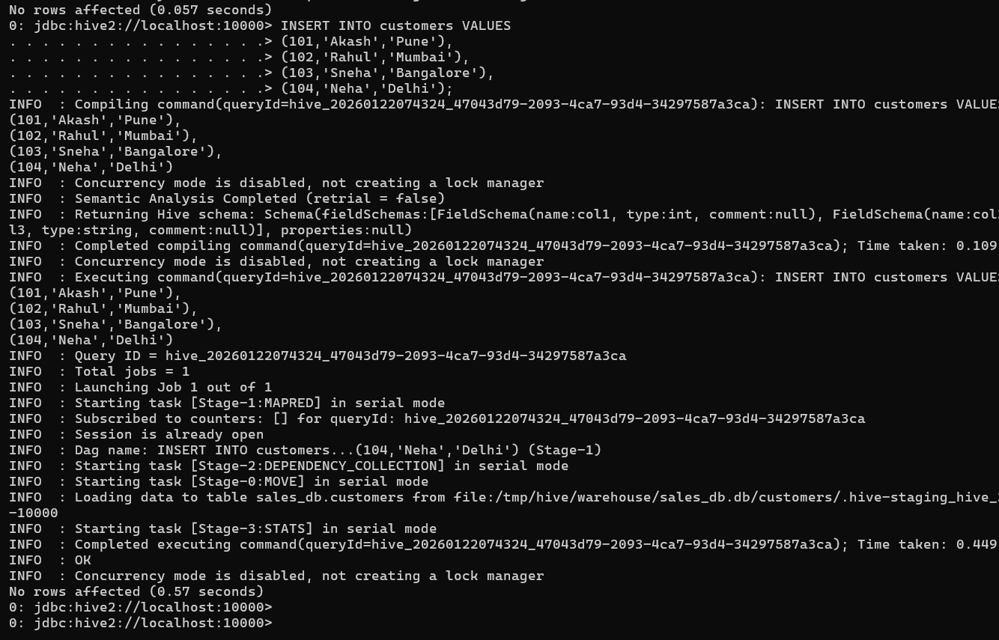 No rows affected (0.057 seconds)
0: jdbc:hive2://localhost:10000> INSERT INTO customers VALUES
. . . . . . . . . . . . . . . .> (101,'Akash','Pune'),
. . . . . . . . . . . . . . . .> (102,'Rahul','Mumbai'),
. . . . . . . . . . . . . . . .> (103,'Sneha','Bangalore'),
. . . . . . . . . . . . . . . .> (104,'Neha','Delhi');
INFO  : Compiling command(queryId=hive_20260122074324_47043d79-2093-4ca7-93d4-34297587a3ca): INSERT INTO customers VALUES
(101,'Akash','Pune'),
(102,'Rahul','Mumbai'),
(103,'Sneha','Bangalore'),
(104,'Neha','Delhi')
INFO  : Concurrency mode is disabled, not creating a lock manager
INFO  : Semantic Analysis Completed (retrial = false)
INFO  : Returning Hive schema: Schema(fieldSchemas:[FieldSchema(name:col1, type:int, comment:null), FieldSchema(name:col
l3, type:string, comment:null)], properties:null)
INFO  : Completed compiling command(queryId=hive_20260122074324_47043d79-2093-4ca7-93d4-34297587a3ca); Time taken: 0.109
INFO  : Concurrency mode is disabled, not creating a lock manager
INFO  : Executing command(queryId=hive_20260122074324_47043d79-2093-4ca7-93d4-34297587a3ca): INSERT INTO customers VALUES
(101,'Akash','Pune'),
(102,'Rahul','Mumbai'),
(103,'Sneha','Bangalore'),
(104,'Neha','Delhi')
INFO  : Query ID = hive_20260122074324_47043d79-2093-4ca7-93d4-34297587a3ca
INFO  : Total jobs = 1
INFO  : Launching Job 1 out of 1
INFO  : Starting task [Stage-1:MAPRED] in serial mode
INFO  : Subscribed to counters: [] for queryId: hive_20260122074324_47043d79-2093-4ca7-93d4-34297587a3ca
INFO  : Session is already open
INFO  : Dag name: INSERT INTO customers...(104,'Neha','Delhi') (Stage-1)
INFO  : Starting task [Stage-2:DEPENDENCY_COLLECTION] in serial mode
INFO  : Starting task [Stage-0:MOVE] in serial mode
INFO  : Loading data to table sales_db.customers from file:/tmp/hive/warehouse/sales_db.db/customers/.hive-staging_hive_
-10000
INFO  : Starting task [Stage-3:STATS] in serial mode
INFO  : Completed executing command(queryId=hive_20260122074324_47043d79-2093-4ca7-93d4-34297587a3ca); Time taken: 0.449
INFO  : OK
INFO  : Concurrency mode is disabled, not creating a lock manager
No rows affected (0.57 seconds)
0: jdbc:hive2://localhost:10000>
0: jdbc:hive2://localhost:10000>